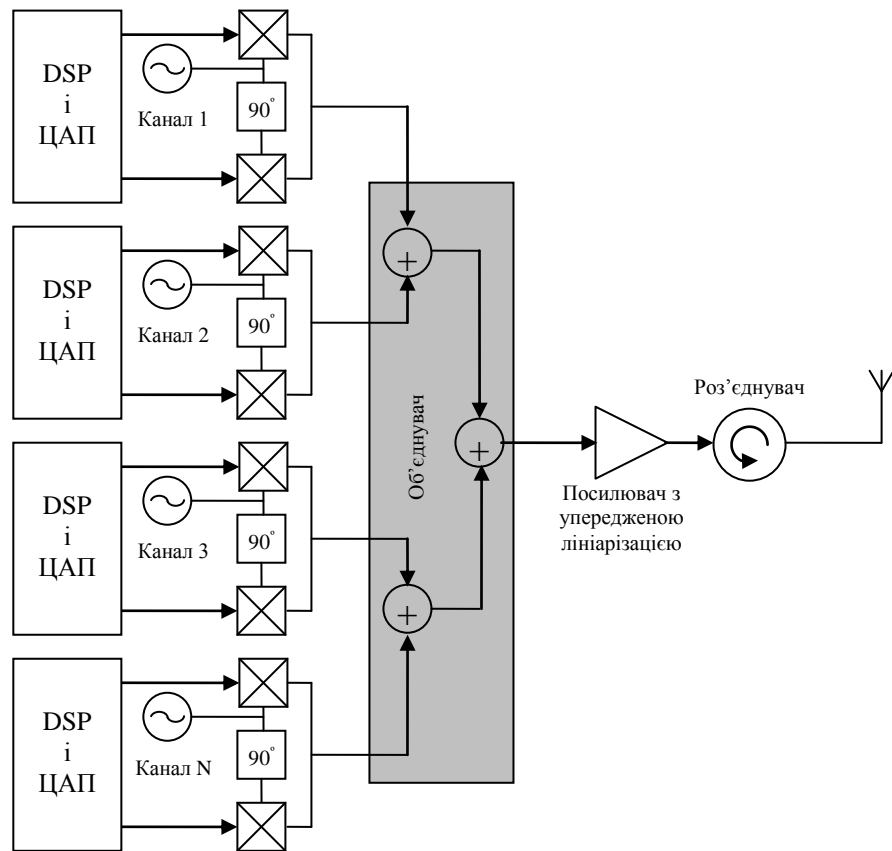 DSP
і
ЦАП
Канал 1
90°
DSP
і
ЦАП
Канал 2
90°
DSP
і
ЦАП
Канал 3
90°
DSP
і
ЦАП
Канал N
90°
+
+
+
Об’єднувач
Посилювач з
упередженою
лініарізацією
Роз’єднувач